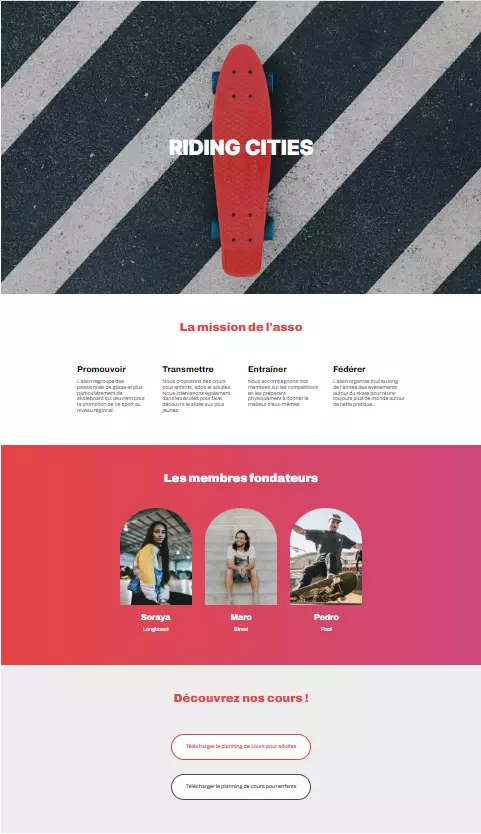 RIDING CITIES
La mission de l'asso
Promouvoir
L'asso regroupe des
passionnés de glisse et plus
particulièrement de
skateboard qui œuvrent pour
la promotion de ce sport au
niveau régional.
Transmettre
Nous proposons des cours
pour enfants, ados et adultes.
Nous intervenons également
dans les écoles pour faire
découvrir le skate aux plus
jeunes.
Entraîner
Nous accompagnons nos
membres sur les compétitions
en les préparant
physiquement à donner le
meilleur d'eux-mêmes.
Fédérer
L'asso organise tout au long
de l'année des évènements
autour du skate pour réunir
toujours plus de monde autour
de cette pratique.
Les membres fondateurs
Soraya
Longboard
Marc
Street
Pedro
Pool
Découvrez nos cours !
Télécharger le planning de cours pour adultes
Télécharger le planning de cours pour enfants